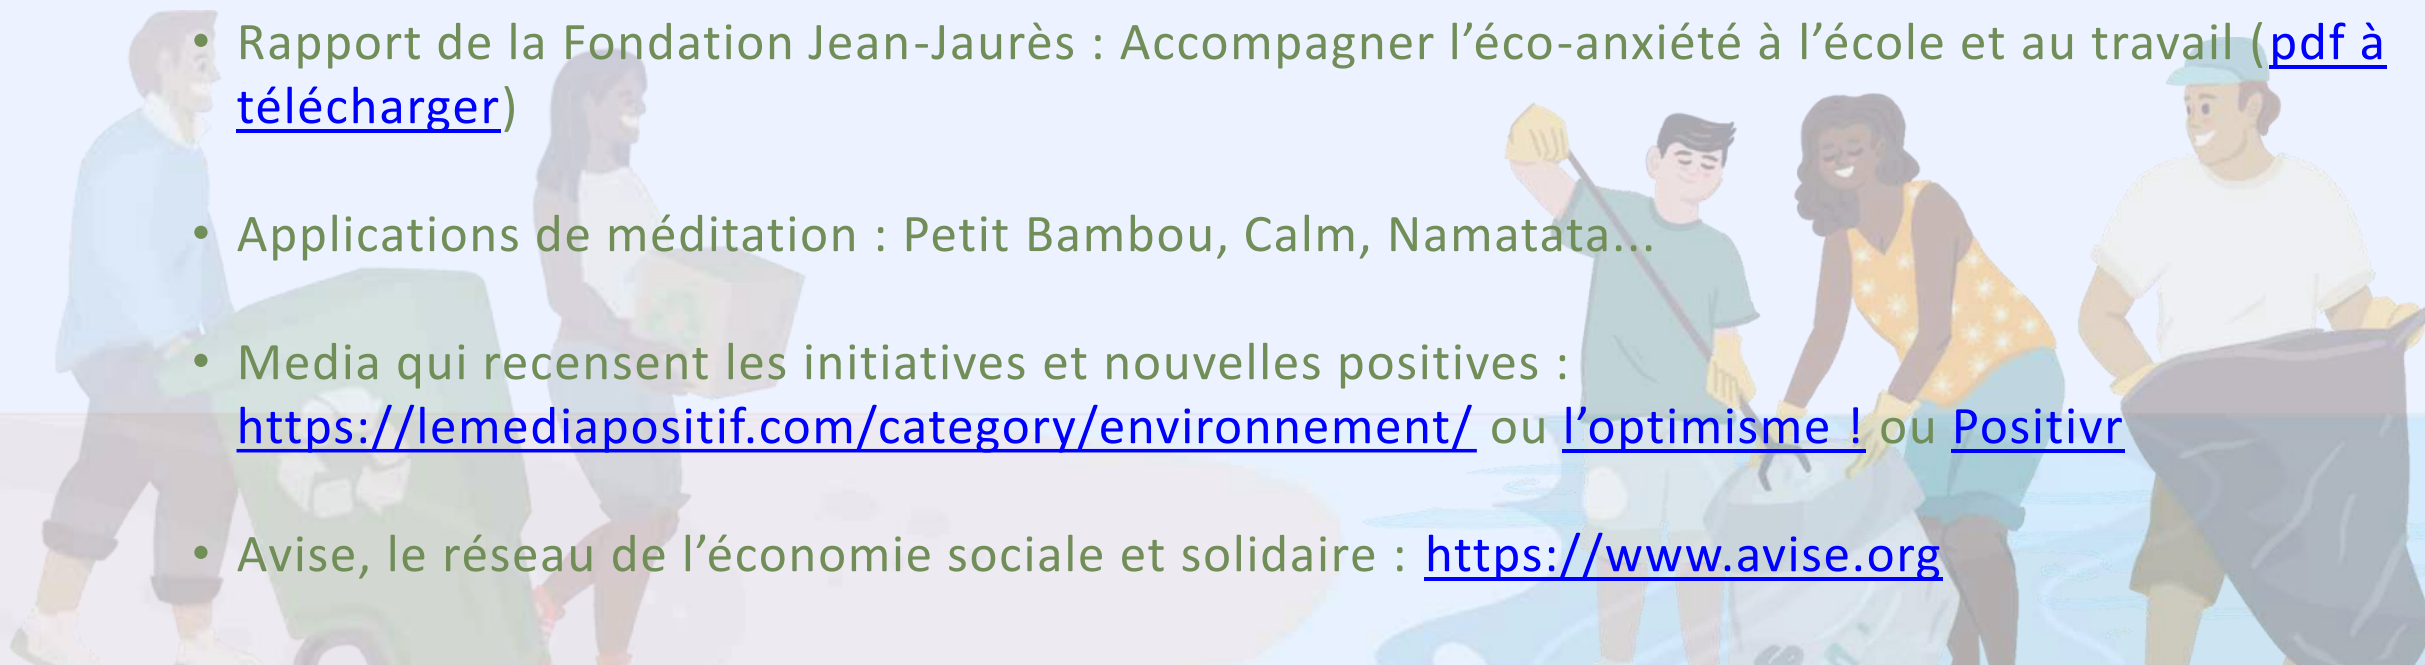 • Rapport de la Fondation Jean-Jaurès : Accompagner l’éco-anxiété à l’école et au travail (pdf à
télécharger)
• Applications de méditation : Petit Bambou, Calm, Namatata...
• Media qui recensent les initiatives et nouvelles positives :
https://lemediapositif.com/category/environnement/ ou l’optimisme ! ou Positivr
• Avise, le réseau de l’économie sociale et solidaire : https://www.avise.org